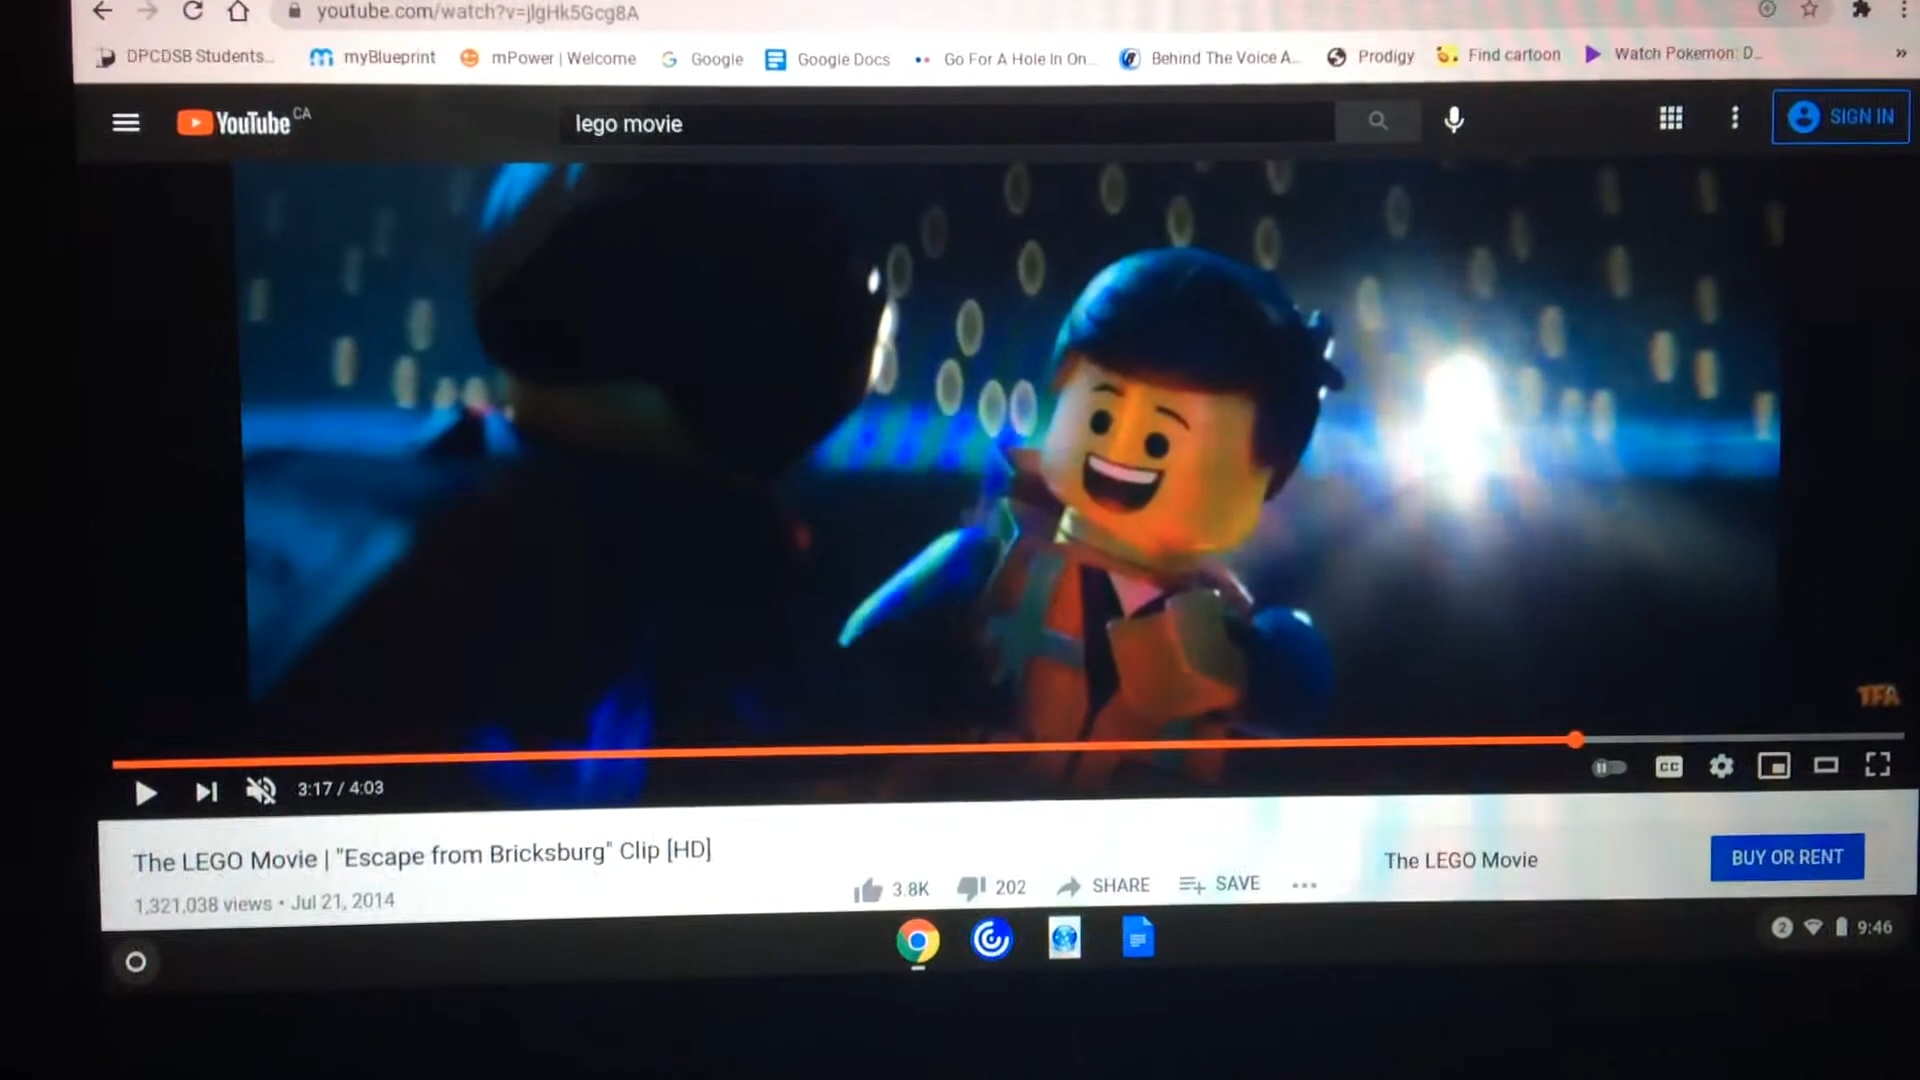 youtube.com/watch?v=jlgHk5Gcg8A
DPCDSB Students... myBlueprint mPower | Welcome Google Google Docs Go For A Hole In On... Behind The Voice A... Prodigy Find cartoon Watch Pokemon: D... »
YouTube CA lego movie SIGN IN
TFA
3:17 / 4:03 CC
The LEGO Movie | "Escape from Bricksburg" Clip [HD]
1,321,038 views • Jul 21, 2014
3.8K 202 SHARE SAVE ...
The LEGO Movie BUY OR RENT
2 9:46